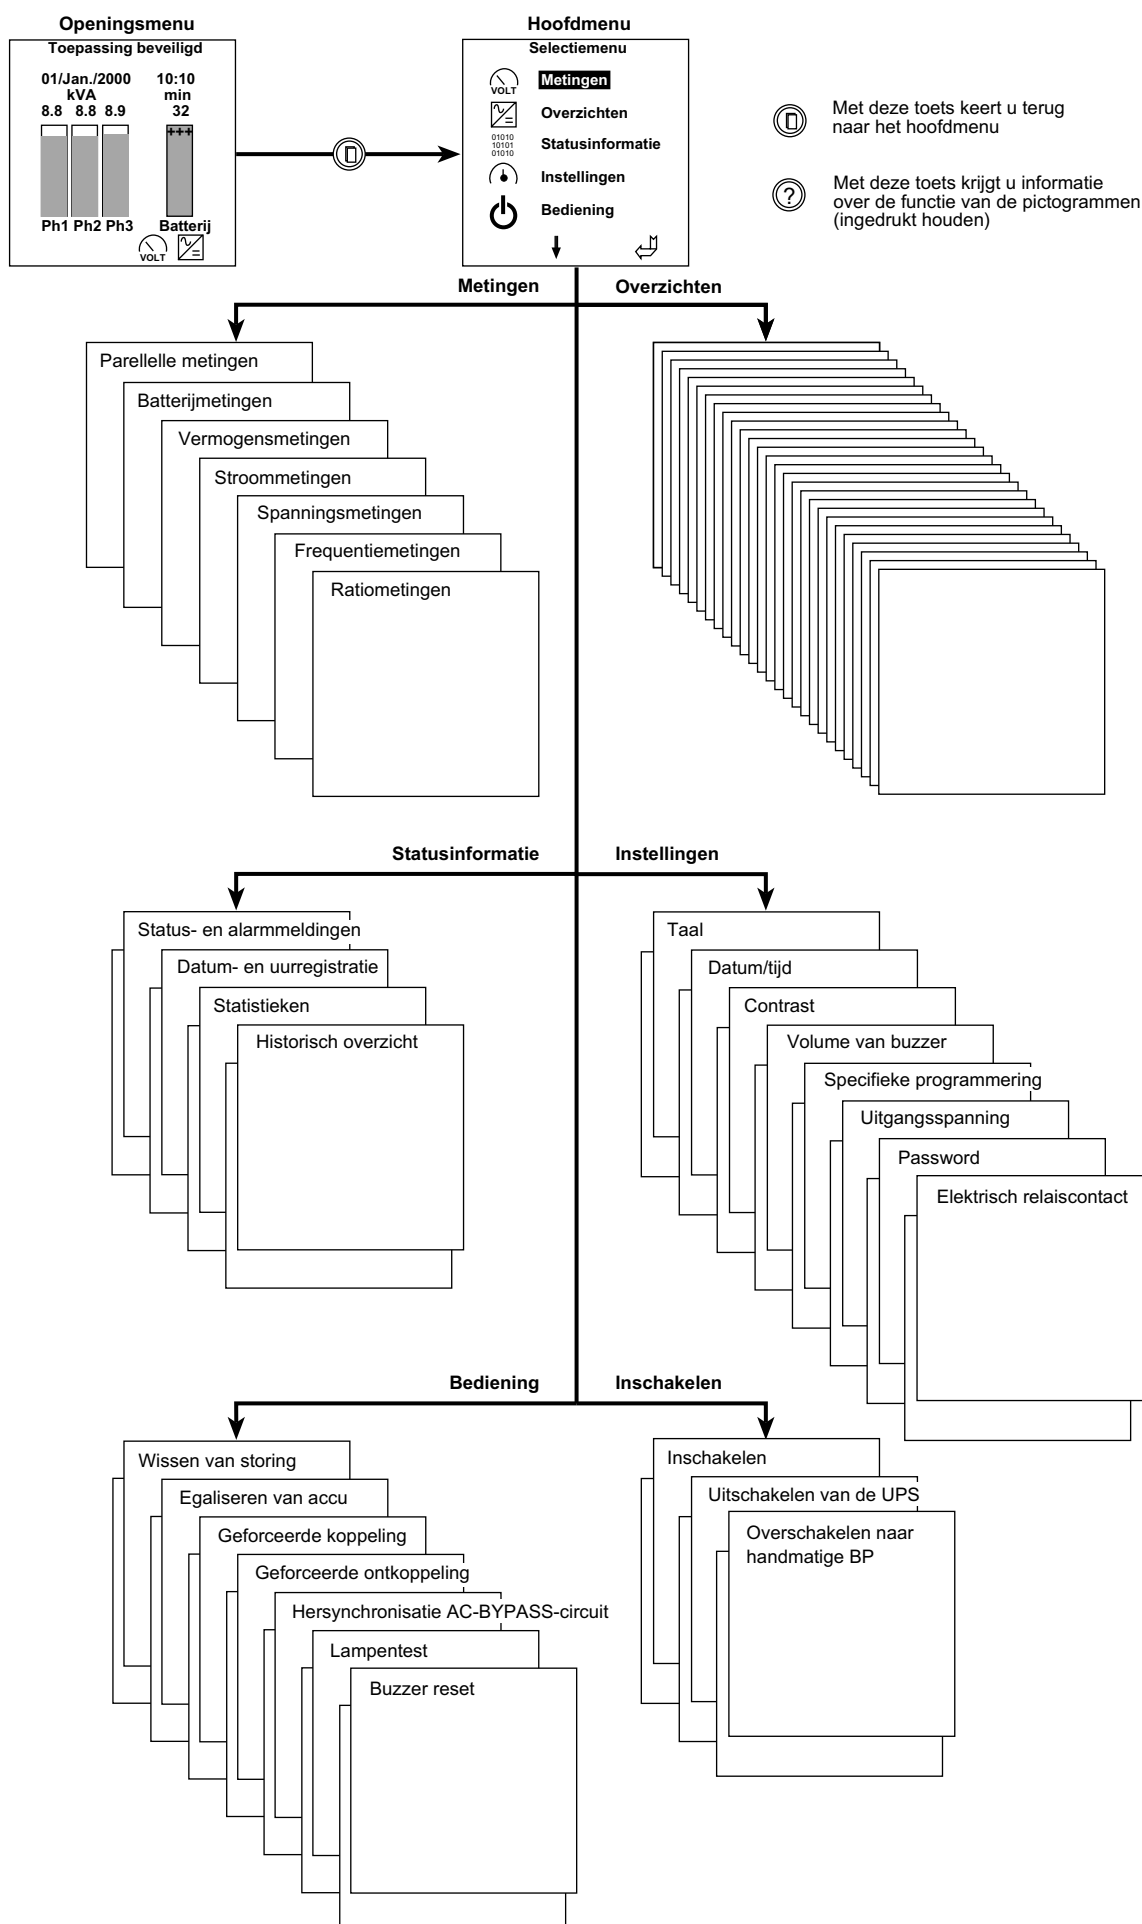 Openingsmenu
Toepassing beveiligd
01/Jan./2000 10:10
kVA min
8.8 8.8 8.9 32
+++
Ph1 Ph2 Ph3 Batterij
VOLT
Hoofdmenu
Selectiemenu
VOLT Metingen
Overzichten
01010
10101
01010
Statusinformatie
Instellingen
Bediening
Met deze toets keert u terug
naar het hoofdmenu
?
Met deze toets krijgt u informatie
over de functie van de pictogrammen
(ingedrukt houden)
Metingen
Overzichten
Parellelle metingen
Batterijmetingen
Vermogensmetingen
Stroommetingen
Spanningsmetingen
Frequentiemetingen
Ratiometingen
Statusinformatie
Instellingen
Status- en alarmmeldingen
Datum- en uurregistratie
Statistieken
Historisch overzicht
Taal
Datum/tijd
Contrast
Volume van buzzer
Specifieke programmering
Uitgangsspanning
Password
Elektrisch relaiscontact
Bediening
Inschakelen
Wissen van storing
Egaliseren van accu
Geforceerde koppeling
Geforceerde ontkoppeling
Hersynchronisatie AC-BYPASS-circuit
Lampentest
Buzzer reset
Inschakelen
Uitschakelen van de UPS
Overschakelen naar
handmatige BP